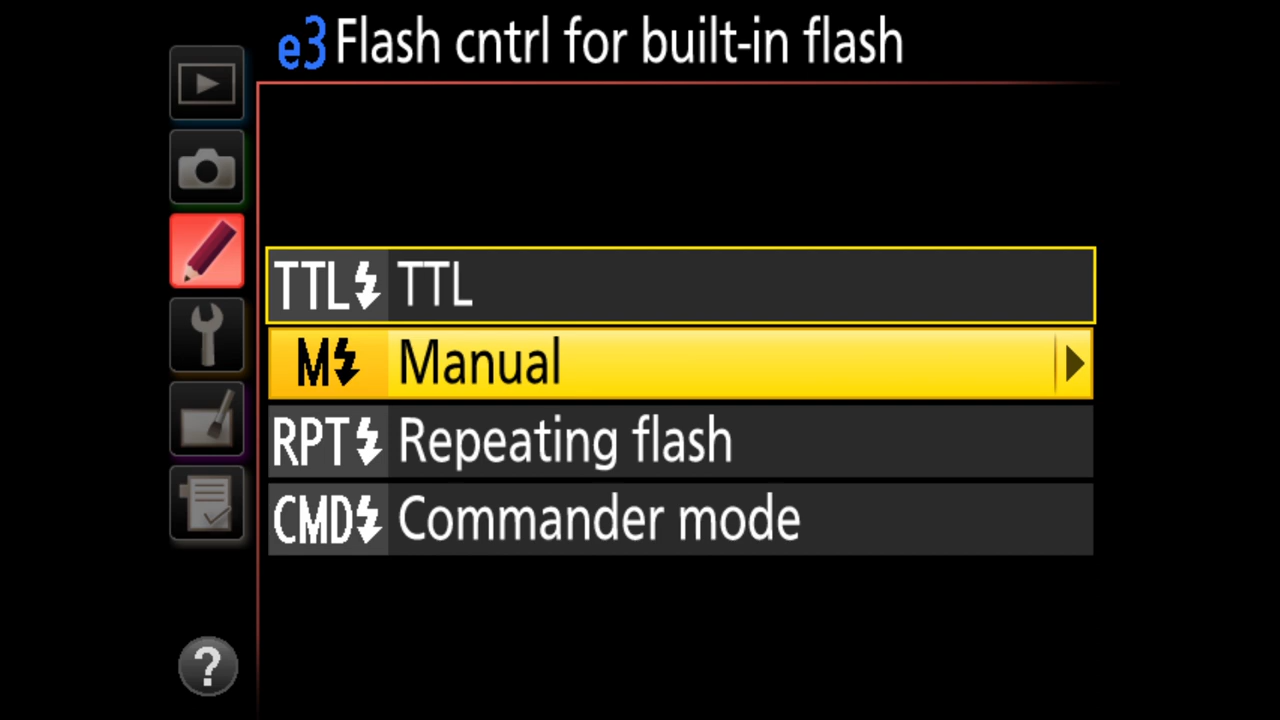 e3 Flash cntrl for built-in flash
TTL⚡ TTL
M⚡ Manual
RPT⚡ Repeating flash
CMD⚡ Commander mode
?